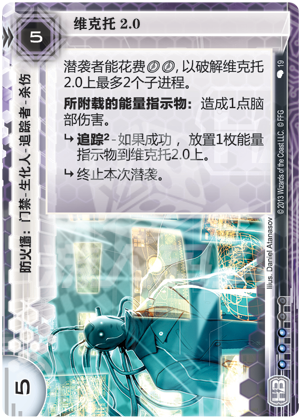 5
维克托 2.0
潜袭者能花费🕓,🕓,以破解维克托
2.0上最多2个子进程。
所附载的能量指示物：造成1点脑
部伤害。
↳ 追踪²-如果成功，放置1枚能量
指示物到维克托2.0上。
↳ 终止本次潜袭。
防火墙：门禁-生化人-追踪者-杀伤
19
© 2013 Wizards of the Coast LLC. © FFG
Illus. Daniel Atanasov
5
HB